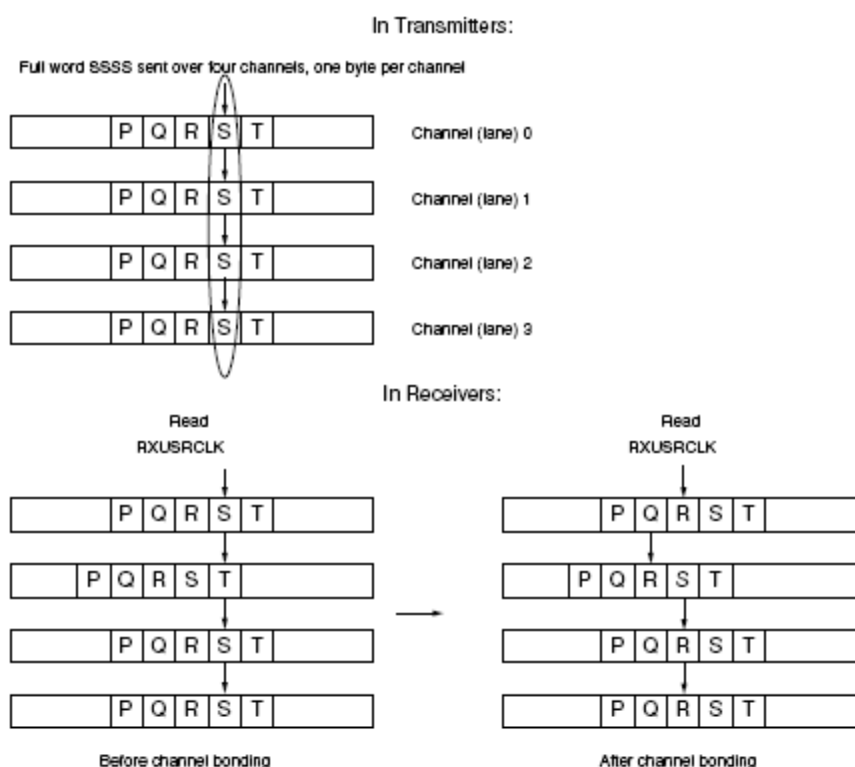 In Transmitters:
Full word SSSS sent over four channels, one byte per channel
P Q R S T Channel (lane) 0
P Q R S T Channel (lane) 1
P Q R S T Channel (lane) 2
P Q R S T Channel (lane) 3
In Receivers:
Read Read
RXUSRCLK RXUSRCLK
P Q R S T P Q R S T
P Q R S T P Q R S T
P Q R S T P Q R S T
P Q R S T P Q R S T
Before channel bonding After channel bonding